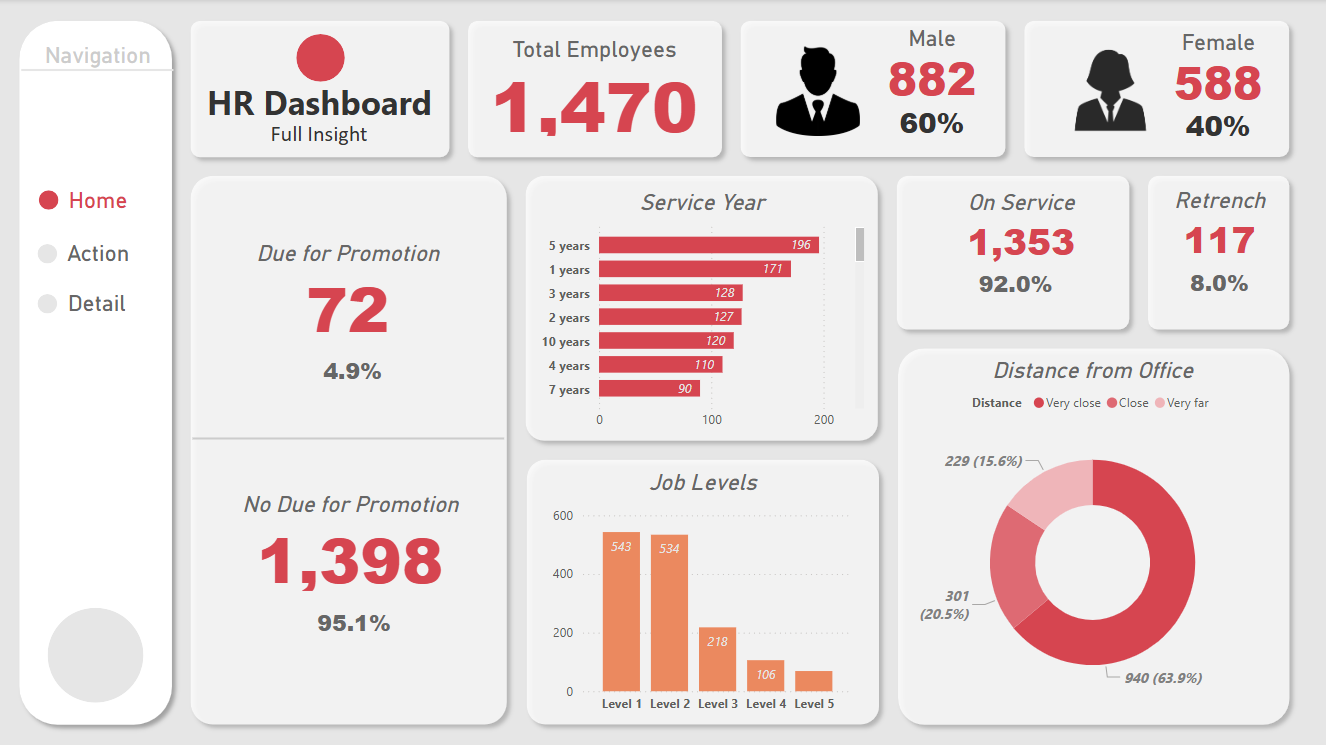 Navigation
Home
Action
Detail
HR Dashboard
Full Insight
Total Employees
1,470
Male
882
60%
Female
588
40%
Due for Promotion
72
4.9%
No Due for Promotion
1,398
95.1%
Service Year
5 years 196
1 years 171
3 years 128
2 years 127
10 years 120
4 years 110
7 years 90
0 100 200
Job Levels
600
400
200
0
543 534 218 106
Level 1 Level 2 Level 3 Level 4 Level 5
On Service
1,353
92.0%
Retrench
117
8.0%
Distance from Office
Distance Very close Close Very far
229 (15.6%)
301
(20.5%)
940 (63.9%)